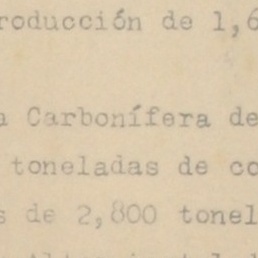 roducción de 1,6
Carbonífera de
toneladas de co
s de 2,800 tonel